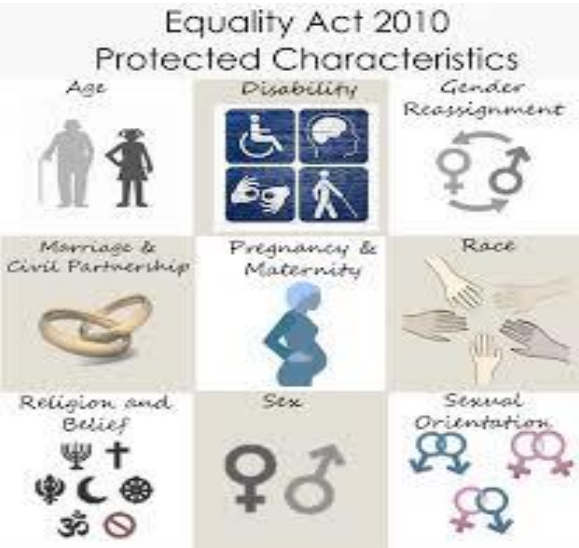 Equality Act 2010
Protected Characteristics
Age
Disability
Gender
Reassignment
Marriage &
Civil Partnership
Pregnancy &
Maternity
Race
Religion and
Belief
Sex
Sexual
Orientation